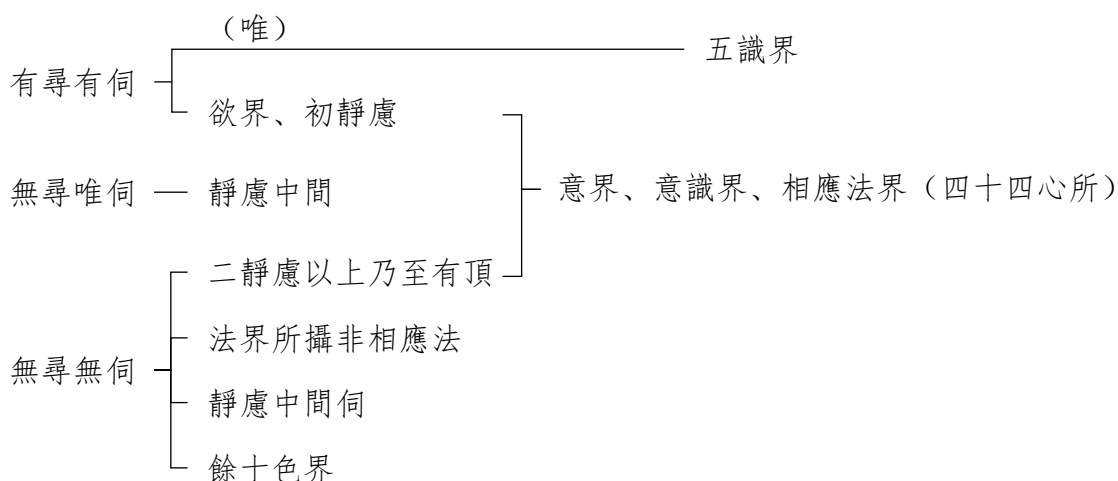 （唯）
五識界
有尋有伺
欲界、初靜慮
無尋唯伺
靜慮中間
意界、意識界、相應法界（四十四心所）
二靜慮以上乃至有頂
法界所攝非相應法
無尋無伺
靜慮中間伺
餘十色界